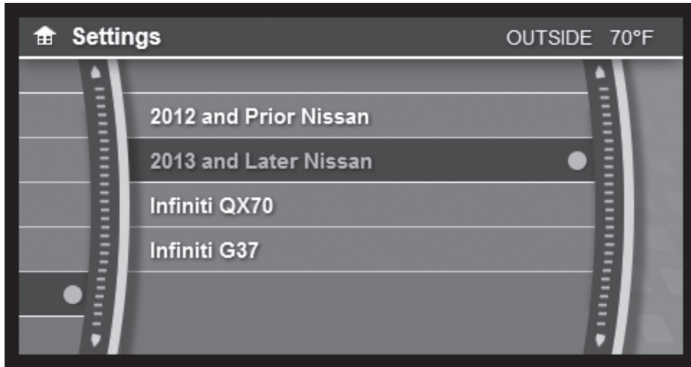 Settings OUTSIDE 70°F
2012 and Prior Nissan
2013 and Later Nissan
Infiniti QX70
Infiniti G37